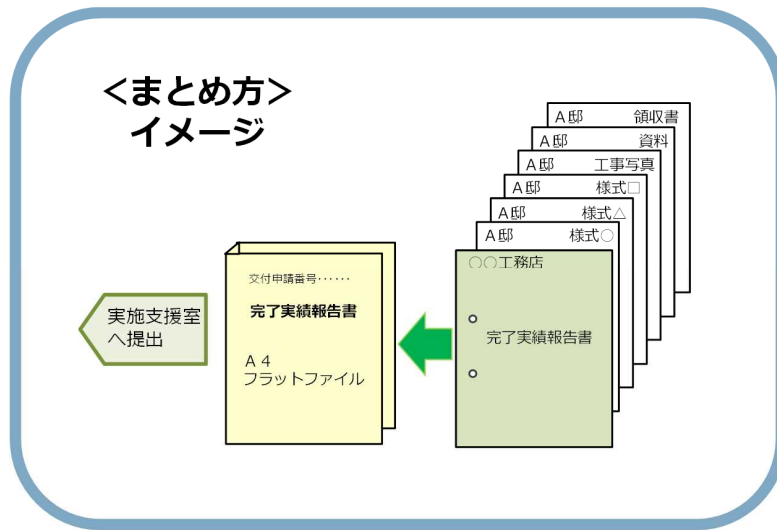 ＜まとめ方＞
イメージ
Ａ邸 領収書
Ａ邸 資料
Ａ邸 工事写真
Ａ邸 様式□
Ａ邸 様式△
Ａ邸 様式○
○○工務店
完了実績報告書
交付申請番号‥‥‥
完了実績報告書
Ａ４
フラットファイル
実施支援室
へ提出